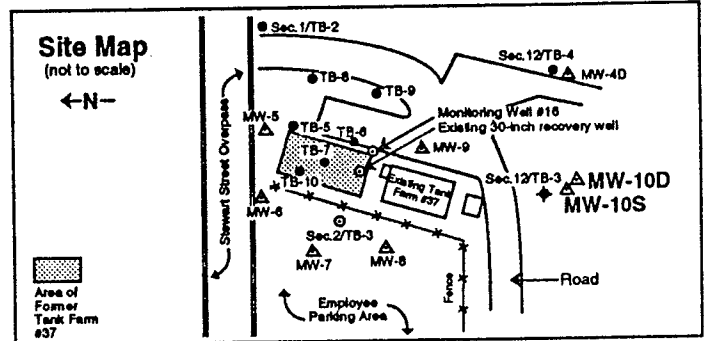 Site Map
(not to scale)
←N–
Stewart Street Overpass
Sec.1/TB-2
TB-8
TB-9
Sec.12/TB-4
MW-4D
MW-5
TB-5
TB-6
Monitoring Well #16
Existing 30-inch recovery well
MW-9
TB-7
TB-10
Existing Tank
Farm #37
Sec.12/TB-3
MW-10D
MW-10S
MW-6
Sec.2/TB-3
MW-7
MW-8
Fence
Road
Employee
Parking Area
Area of
Former
Tank Farm
#37